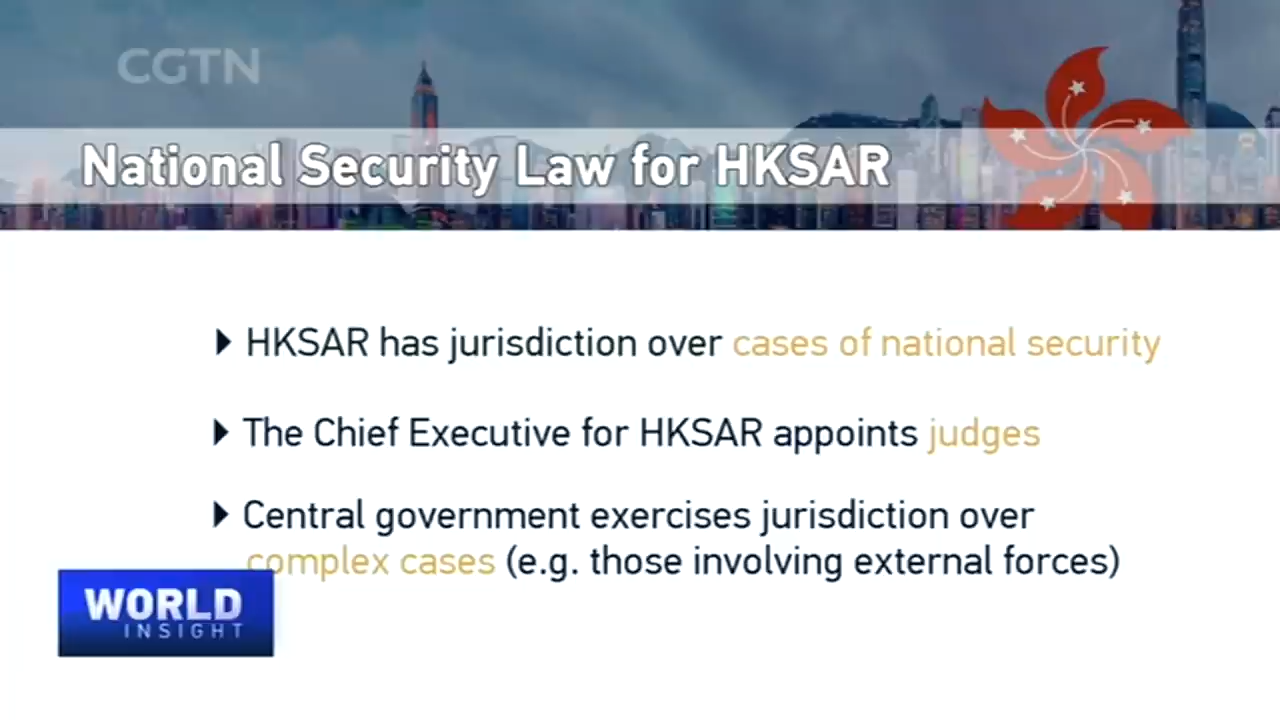 CGTN
National Security Law for HKSAR
HKSAR has jurisdiction over cases of national security
The Chief Executive for HKSAR appoints judges
Central government exercises jurisdiction over
complex cases (e.g. those involving external forces)
WORLD
INSIGHT